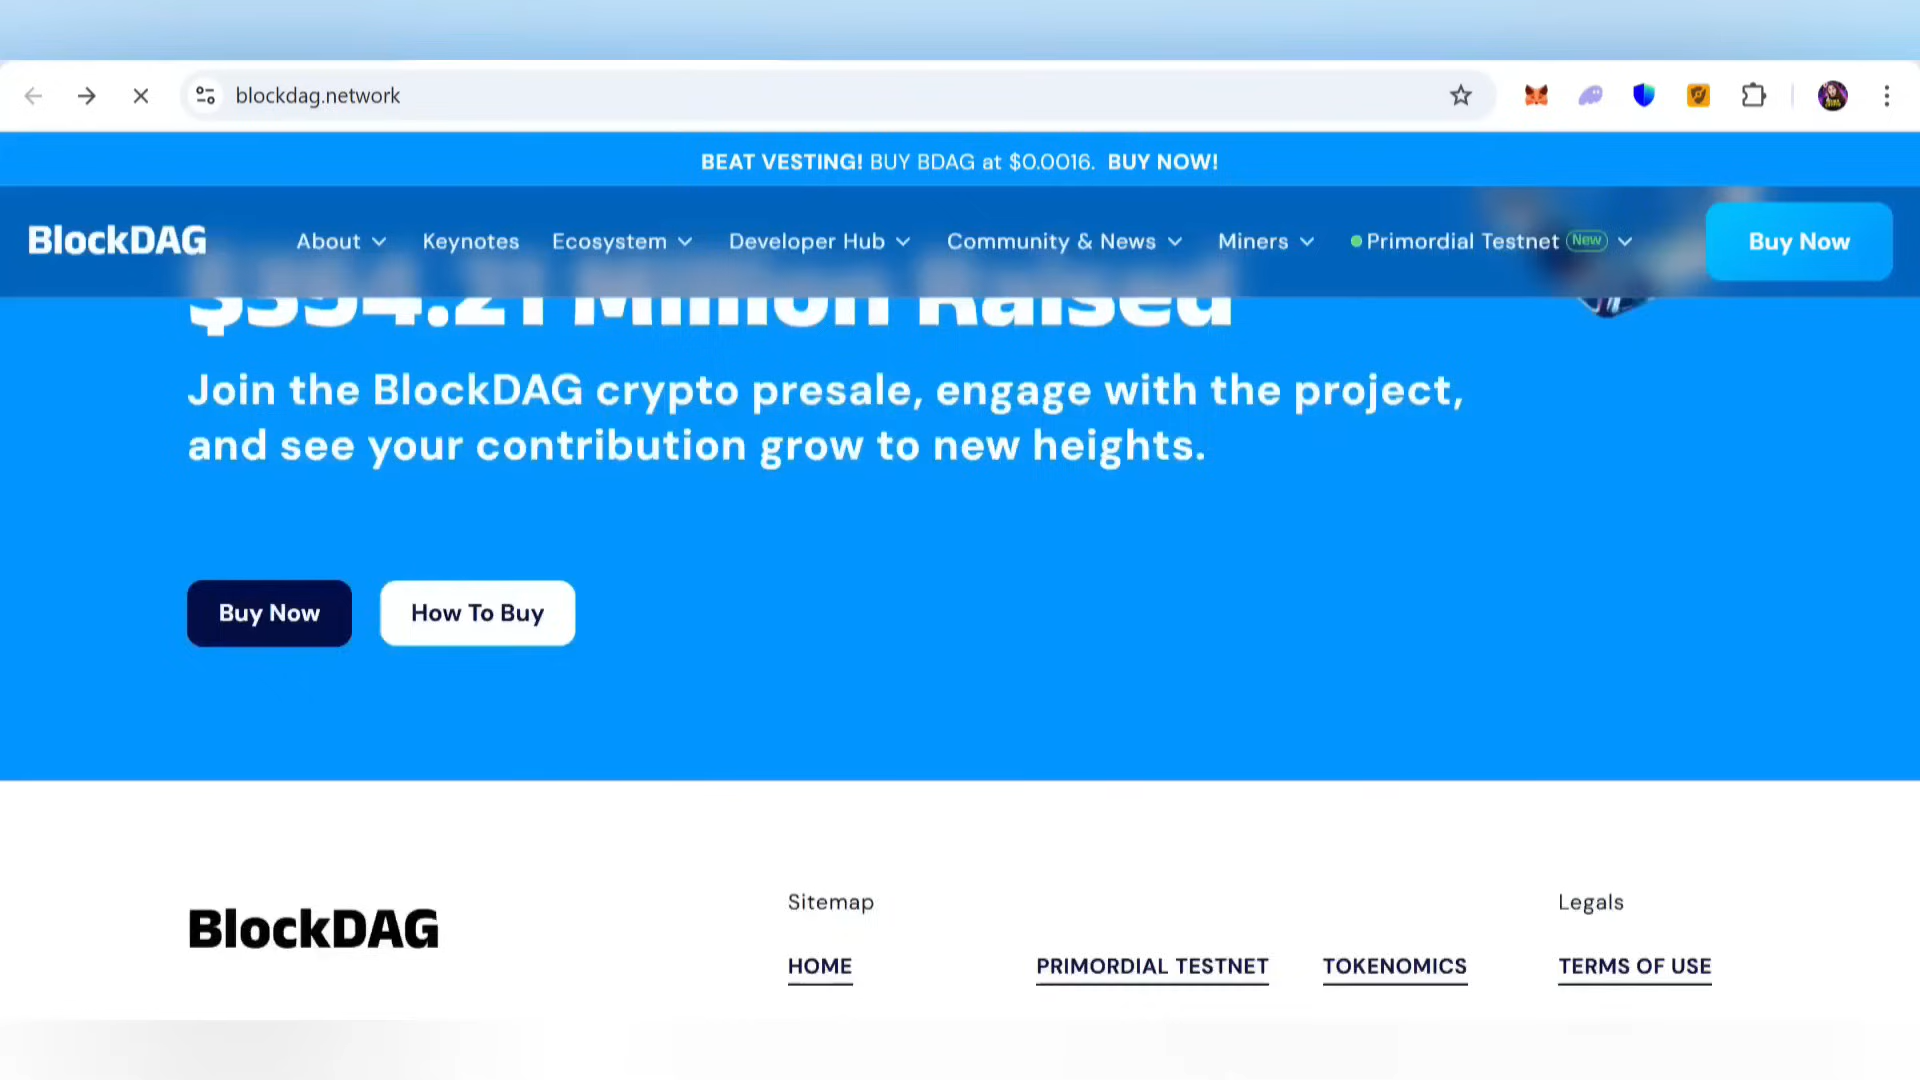 blockdag.network
BEAT VESTING! BUY BDAG at $0.0016. BUY NOW!
BlockDAG About Keynotes Ecosystem Developer Hub Community & News Miners Primordial Testnet New Buy Now
Million Raised
Join the BlockDAG crypto presale, engage with the project,
and see your contribution grow to new heights.
Buy Now How To Buy
BlockDAG
Sitemap Legals
HOME PRIMORDIAL TESTNET TOKENOMICS TERMS OF USE